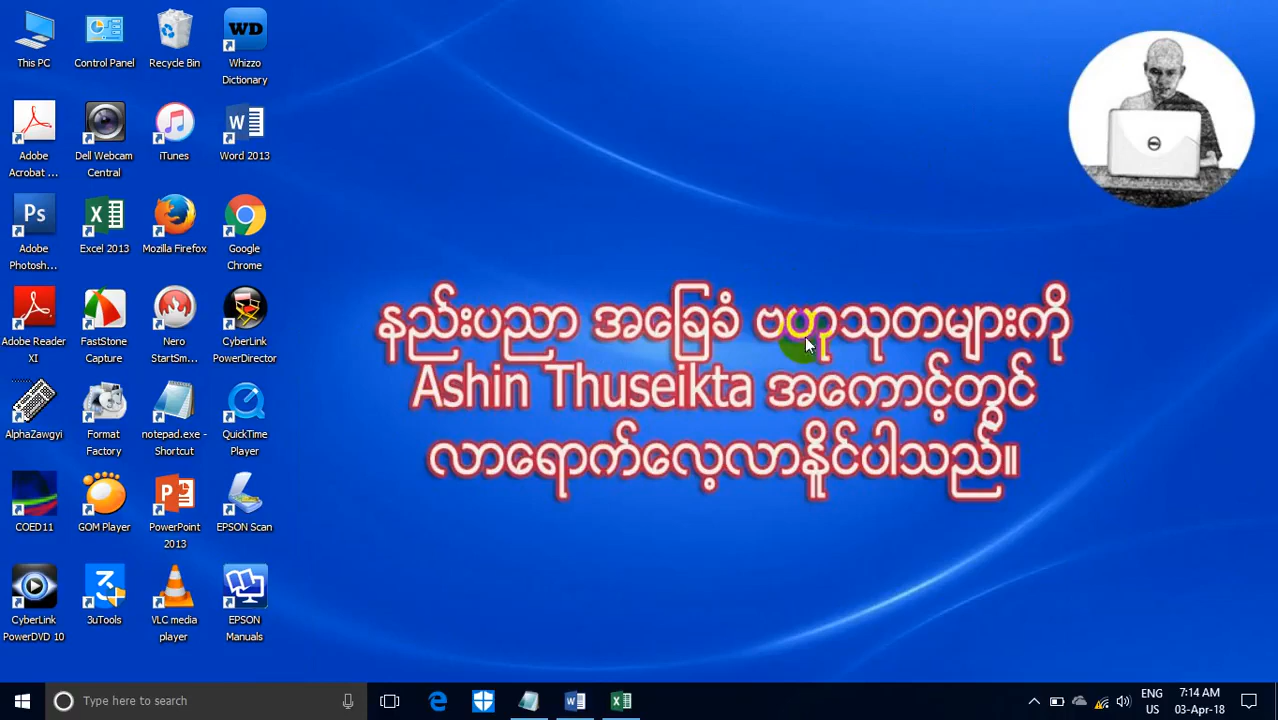 This PC
Control Panel
Recycle Bin
WD
Whizzo Dictionary
Adobe Acrobat ...
Dell Webcam Central
iTunes
Word 2013
Ps
Adobe Photosh...
Excel 2013
Mozilla Firefox
Google Chrome
Adobe Reader XI
FastStone Capture
Nero StartSm...
CyberLink PowerDirector
AlphaZawgyi
Format Factory
notepad.exe - Shortcut
QuickTime Player
COED11
GOM Player
PowerPoint 2013
EPSON Scan
CyberLink PowerDVD 10
3uTools
VLC media player
EPSON Manuals
နည်းပညာ အခြေခံ ဗဟုသုတများကို
Ashin Thuseikta အကောင့်တွင်
လာရောက်လေ့လာနိူင်ပါသည်။
Type here to search
ENG
US
7:14 AM
03-Apr-18